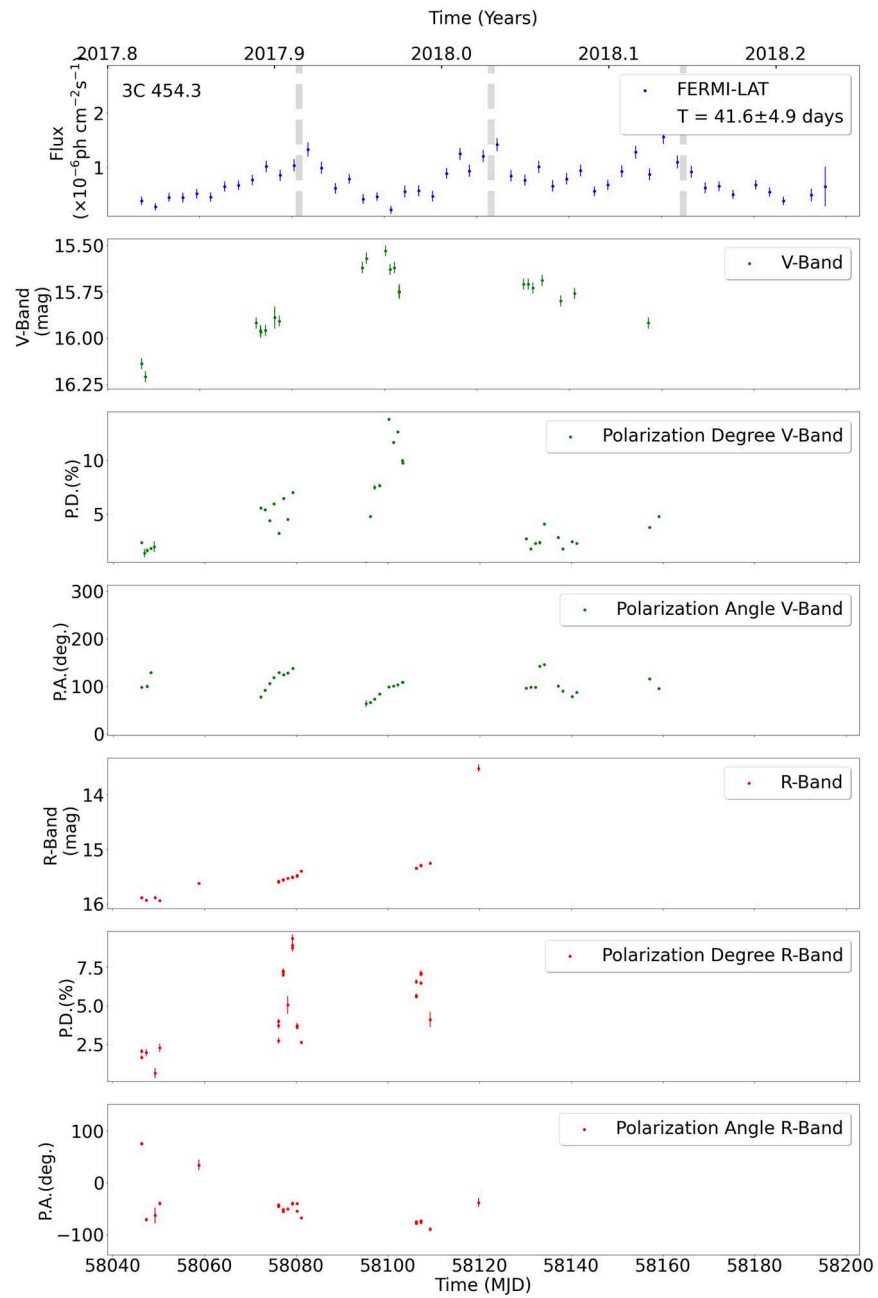 Time (Years)
2017.8 2017.9 2018.0 2018.1 2018.2
3C 454.3
FERMI-LAT
T = 41.6±4.9 days
Flux
(×10⁻⁶ph cm⁻²s⁻¹)
2
1
V-Band
V-Band
(mag)
15.50
15.75
16.00
16.25
Polarization Degree V-Band
P.D.(%)
10
5
Polarization Angle V-Band
P.A.(deg.)
300
200
100
0
R-Band
R-Band
(mag)
14
15
16
Polarization Degree R-Band
P.D.(%)
7.5
5.0
2.5
Polarization Angle R-Band
P.A.(deg.)
100
0
−100
58040 58060 58080 58100 58120 58140 58160 58180 58200
Time (MJD)